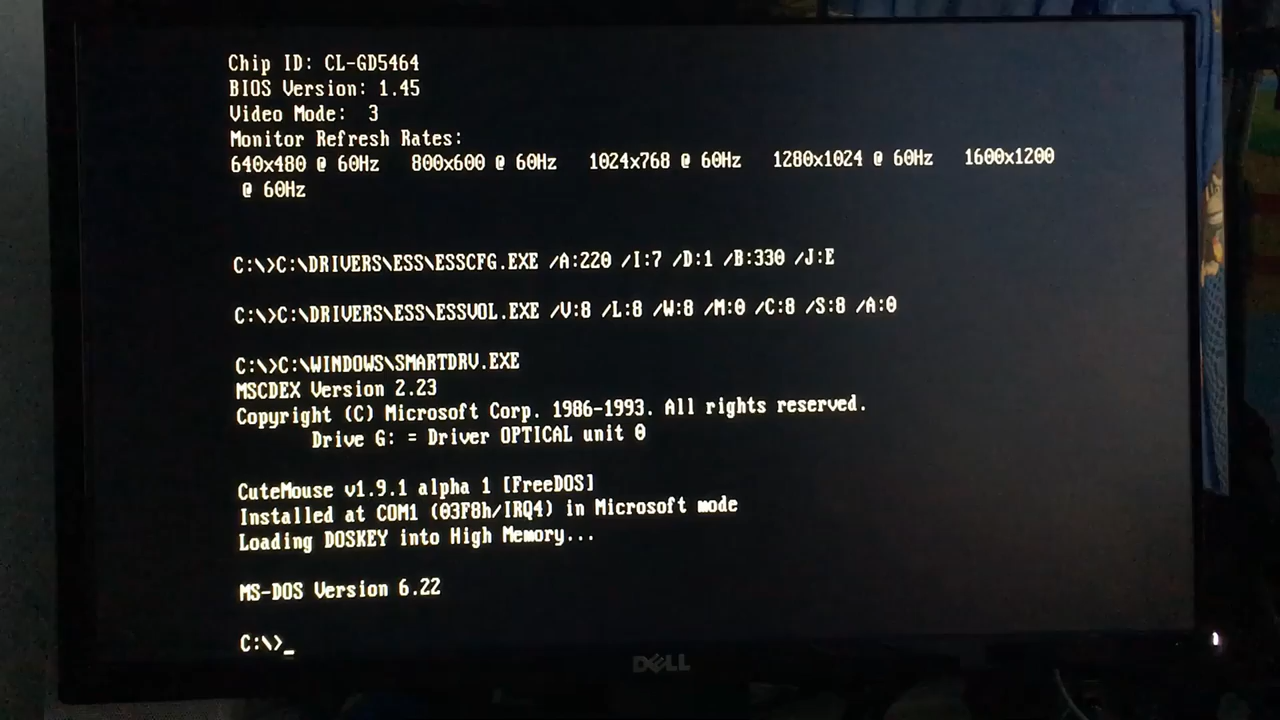 Chip ID: CL-GD5464
BIOS Version: 1.45
Video Mode:  3
Monitor Refresh Rates:
640x480 @ 60Hz   800x600 @ 60Hz   1024x768 @ 60Hz   1280x1024 @ 60Hz   1600x1200
 @ 60Hz
C:\>C:\DRIVERS\ESS\ESSCFG.EXE /A:220 /I:7 /D:1 /B:330 /J:E
C:\>C:\DRIVERS\ESS\ESSVOL.EXE /V:8 /L:8 /W:8 /M:0 /C:8 /S:8 /A:0
C:\>C:\WINDOWS\SMARTDRV.EXE
MSCDEX Version 2.23
Copyright (C) Microsoft Corp. 1986-1993. All rights reserved.
       Drive G: = Driver OPTICAL unit 0
CuteMouse v1.9.1 alpha 1 [FreeDOS]
Installed at COM1 (03F8h/IRQ4) in Microsoft mode
Loading DOSKEY into High Memory...
MS-DOS Version 6.22
C:\>_
DELL